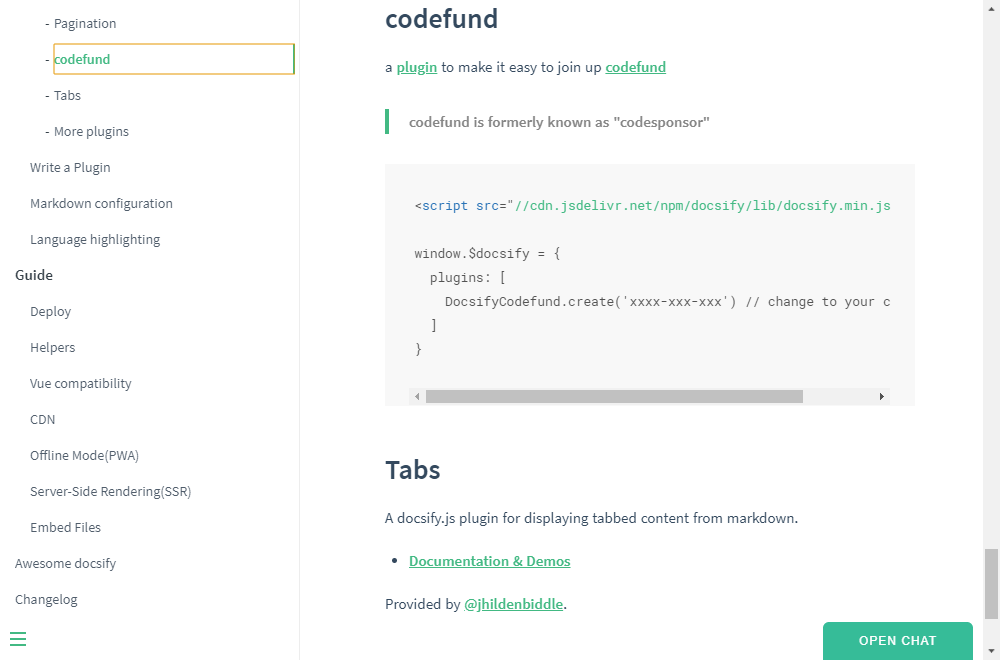 - Pagination
- codefund
- Tabs
- More plugins
Write a Plugin
Markdown configuration
Language highlighting
Guide
Deploy
Helpers
Vue compatibility
CDN
Offline Mode(PWA)
Server-Side Rendering(SSR)
Embed Files
Awesome docsify
Changelog
codefund
a plugin to make it easy to join up codefund
codefund is formerly known as "codesponsor"
<script src="//cdn.jsdelivr.net/npm/docsify/lib/docsify.min.js
window.$docsify = {
plugins: [
DocsifyCodefund.create('xxxx-xxx-xxx') // change to your c
]
}
Tabs
A docsify.js plugin for displaying tabbed content from markdown.
• Documentation & Demos
Provided by @jhildenbiddle.
OPEN CHAT